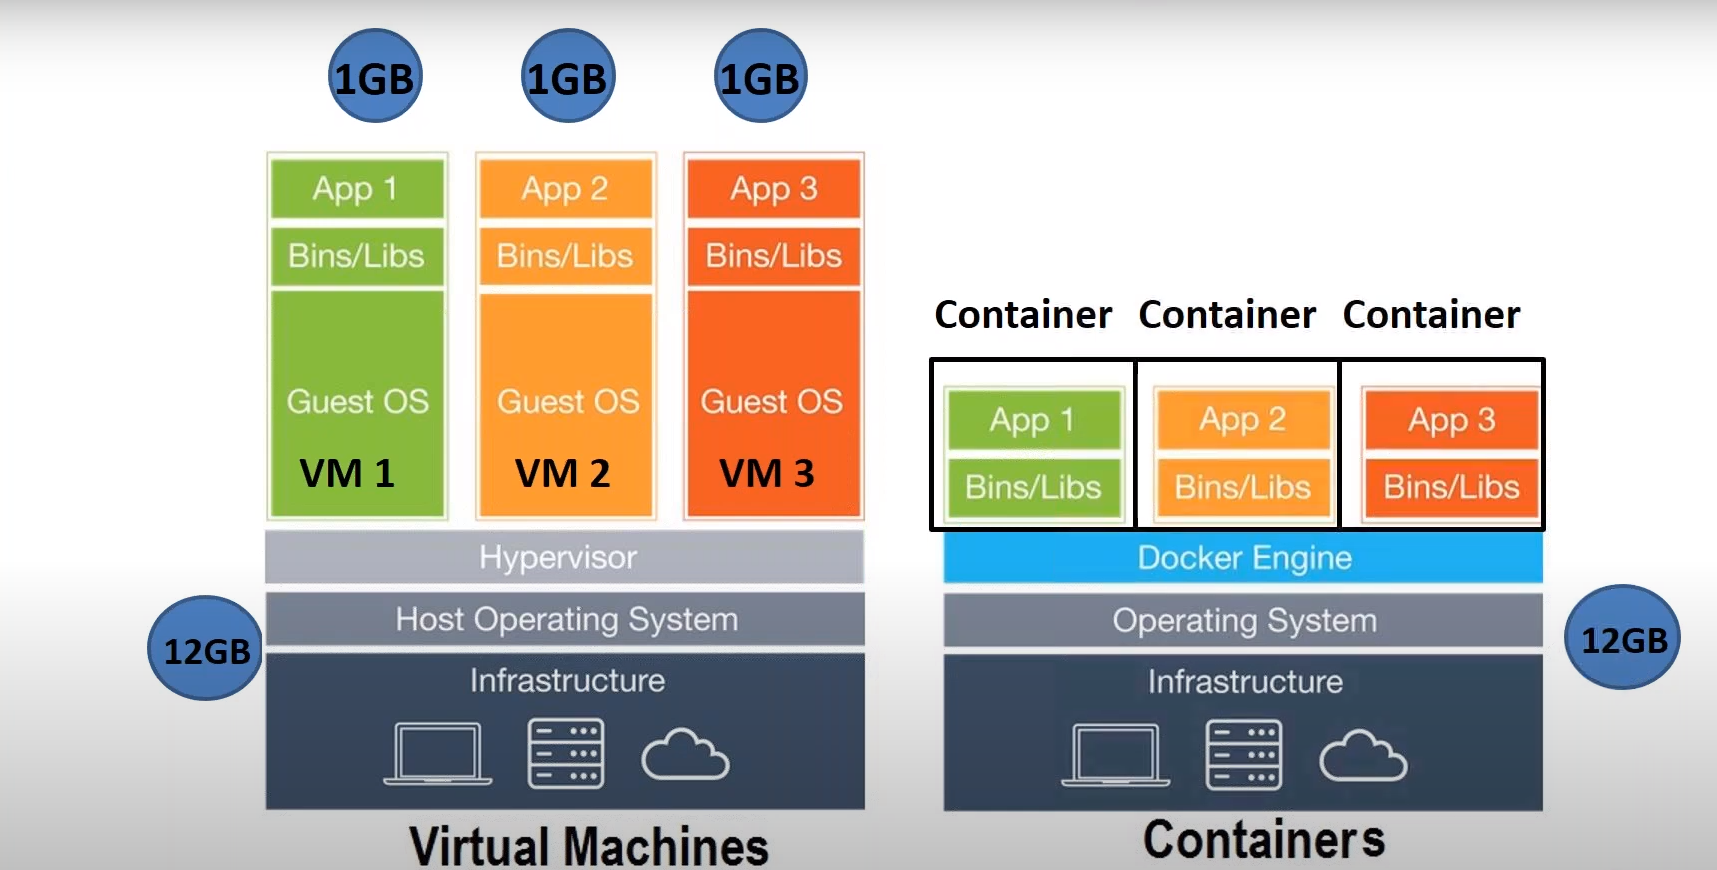 1GB
1GB
1GB
App 1
Bins/Libs
Guest OS
VM 1
App 2
Bins/Libs
Guest OS
VM 2
App 3
Bins/Libs
Guest OS
VM 3
Hypervisor
Host Operating System
12GB
Infrastructure
Virtual Machines
Container
Container
Container
App 1
Bins/Libs
App 2
Bins/Libs
App 3
Bins/Libs
Docker Engine
Operating System
12GB
Infrastructure
Containers